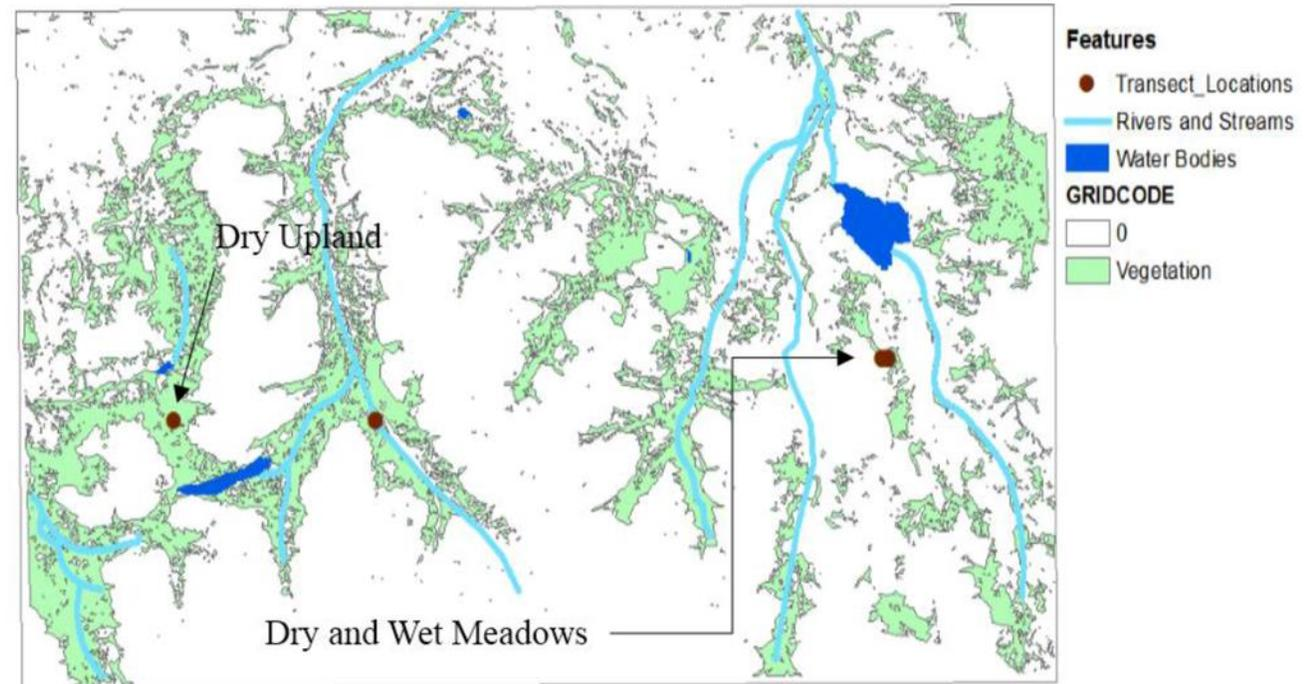 Dry Upland
Dry and Wet Meadows
Features
Transect_Locations
Rivers and Streams
Water Bodies
GRIDCODE
0
Vegetation